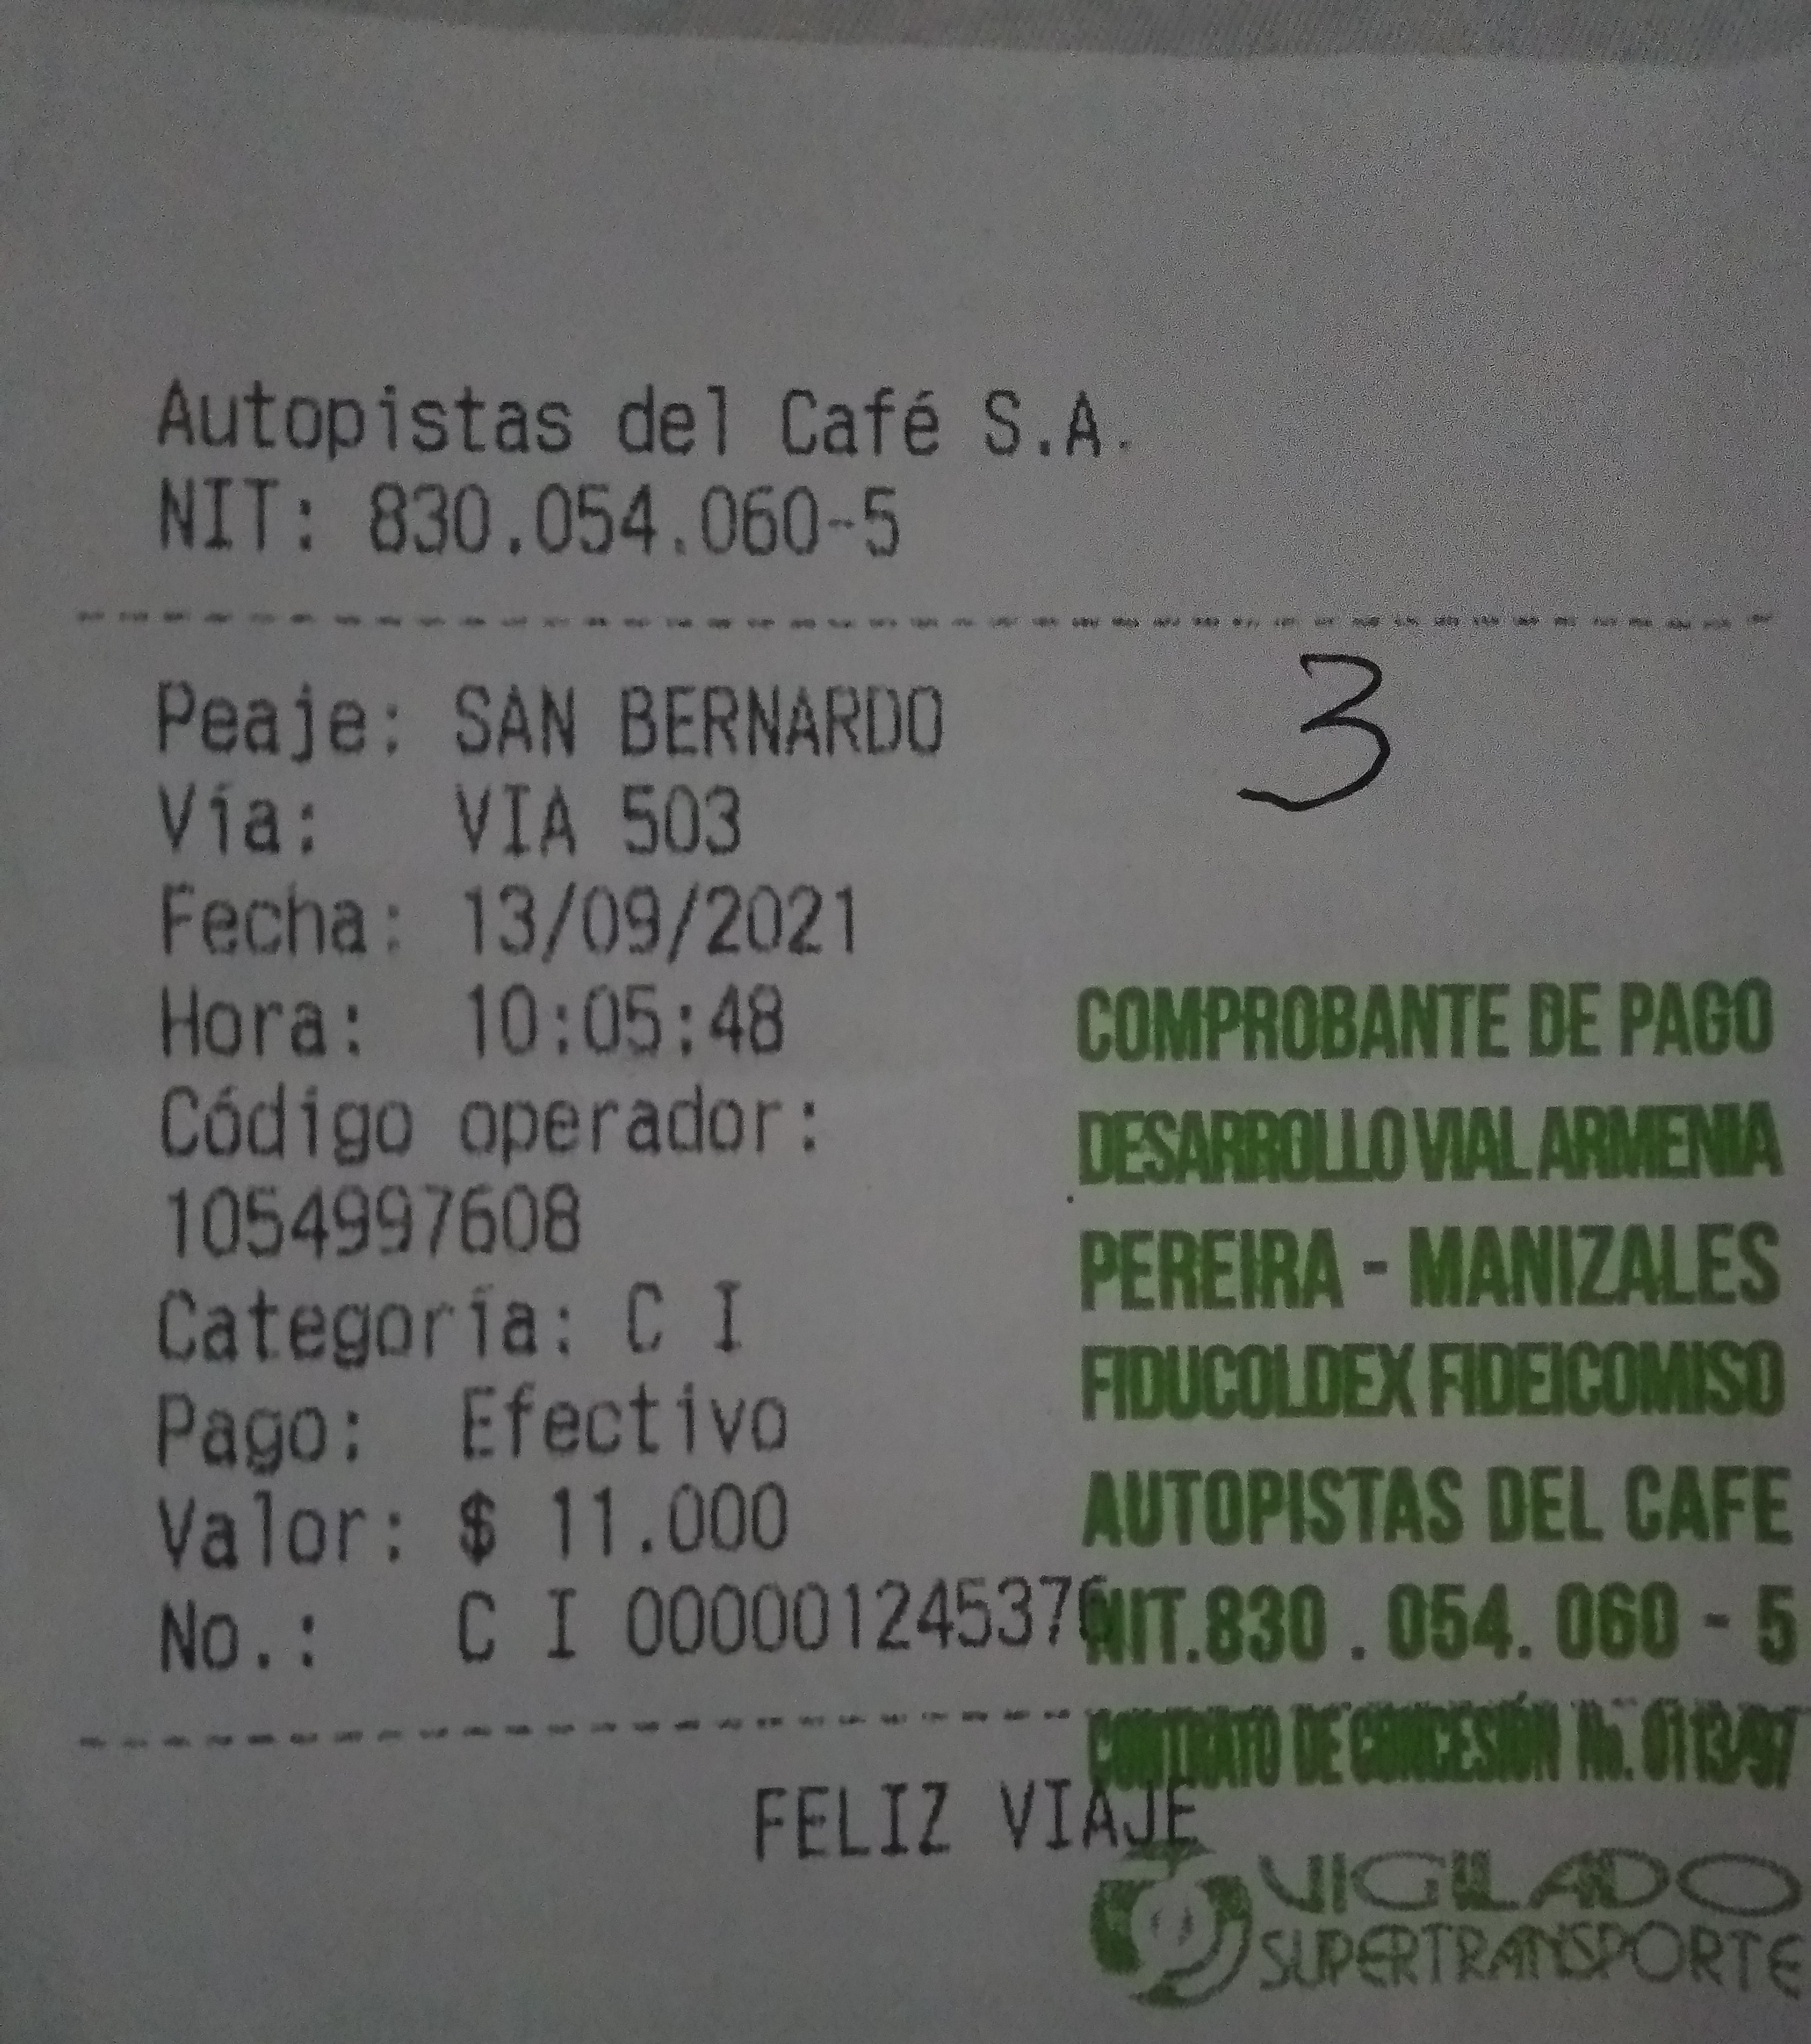 Autopistas del Café S.A.
NIT: 830.054.060-5
Peaje: SAN BERNARDO
3
Vía: VIA 503
Fecha: 13/09/2021
Hora: 10:05:48
Código operador:
1054997608
Categoría: C I
Pago: Efectivo
Valor: $ 11.000
No.: C I 000001245376
FELIZ VIAJE
COMPROBANTE DE PAGO
DESARROLLO VIAL ARMENIA
PEREIRA - MANIZALES
FIDUCOLDEX FIDEICOMISO
AUTOPISTAS DEL CAFE
NIT.830.054.060-5
CONTRATO DE CONCESIÓN No. 0113/97
VIGILADO
SUPERTRANSPORTE